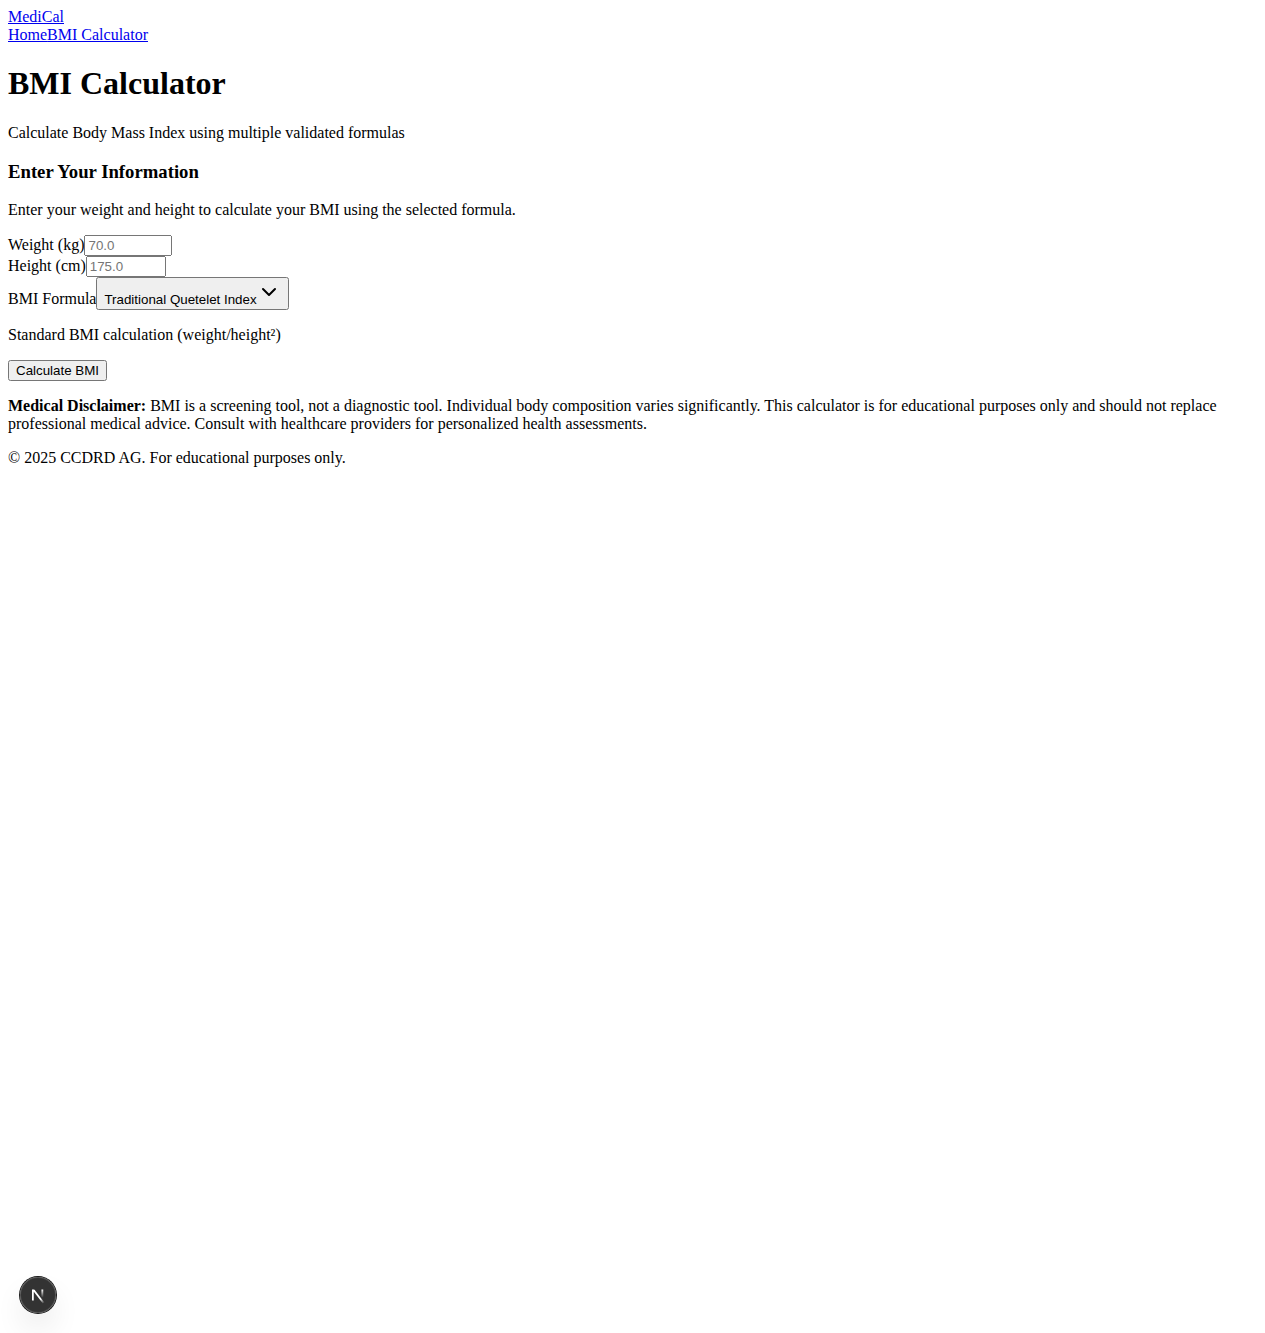 MediCal
HomeBMI Calculator
BMI Calculator
Calculate Body Mass Index using multiple validated formulas
Enter Your Information
Enter your weight and height to calculate your BMI using the selected formula.
Weight (kg) 70.0
Height (cm) 175.0
BMI Formula Traditional Quetelet Index
Standard BMI calculation (weight/height²)
Calculate BMI
Medical Disclaimer: BMI is a screening tool, not a diagnostic tool. Individual body composition varies significantly. This calculator is for educational purposes only and should not replace
professional medical advice. Consult with healthcare providers for personalized health assessments.
© 2025 CCDRD AG. For educational purposes only.
N